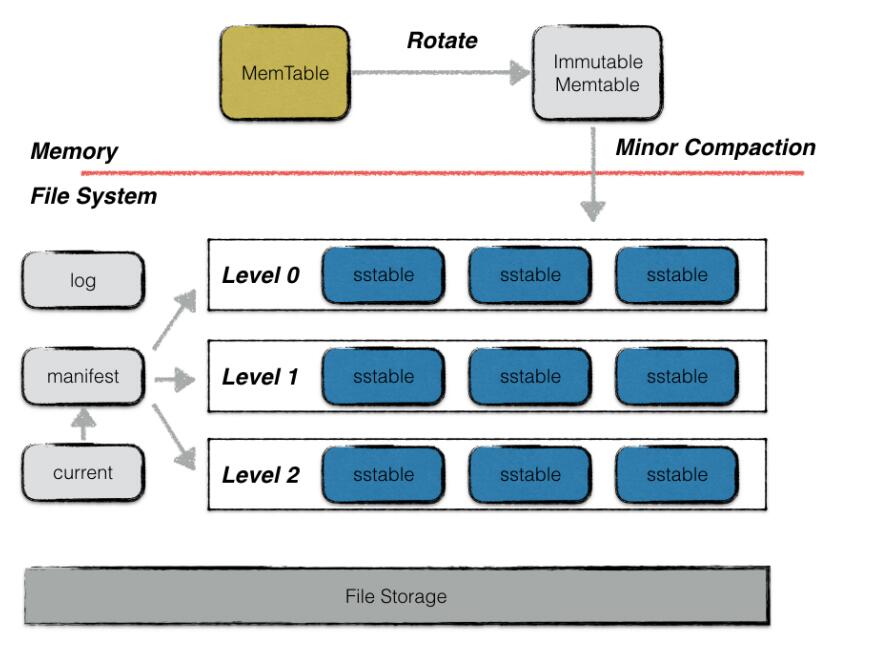 Rotate
MemTable
Immutable
Memtable
Memory
Minor Compaction
File System
log
Level 0
sstable
sstable
sstable
manifest
Level 1
sstable
sstable
sstable
current
Level 2
sstable
sstable
sstable
File Storage